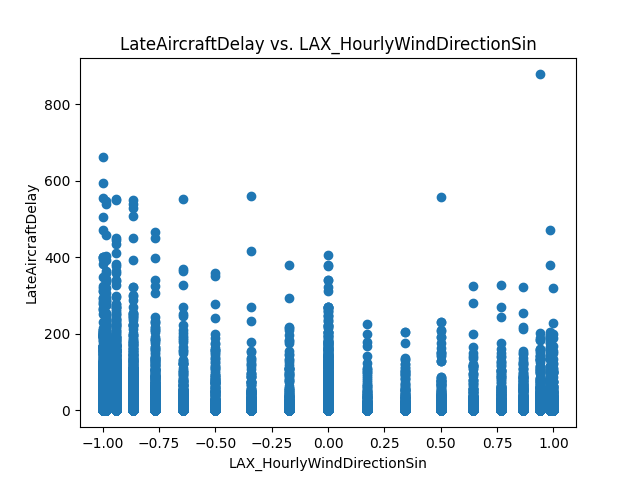 LateAircraftDelay vs. LAX_HourlyWindDirectionSin
LateAircraftDelay
800
600
400
200
0
−1.00 −0.75 −0.50 −0.25 0.00 0.25 0.50 0.75 1.00
LAX_HourlyWindDirectionSin